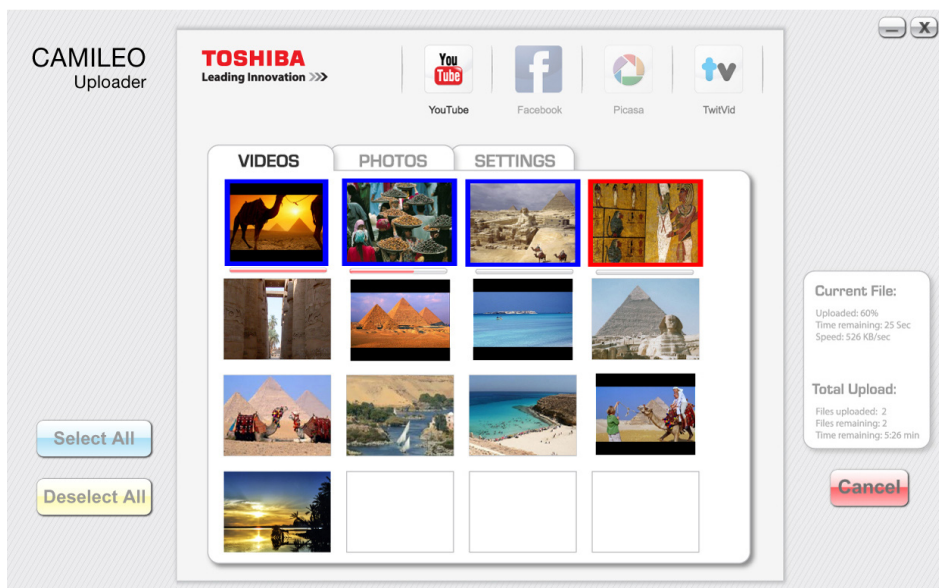 CAMILEO
Uploader
TOSHIBA
Leading Innovation >>>
You
Tube
YouTube
f
Facebook
Picasa
tv
TwitVid
– X
VIDEOS
PHOTOS
SETTINGS
Current File:
Uploaded: 60%
Time remaining: 25 Sec
Speed: 526 KB/sec
Total Upload:
Files uploaded: 2
Files remaining: 2
Time remaining: 5:26 min
Select All
Deselect All
Cancel